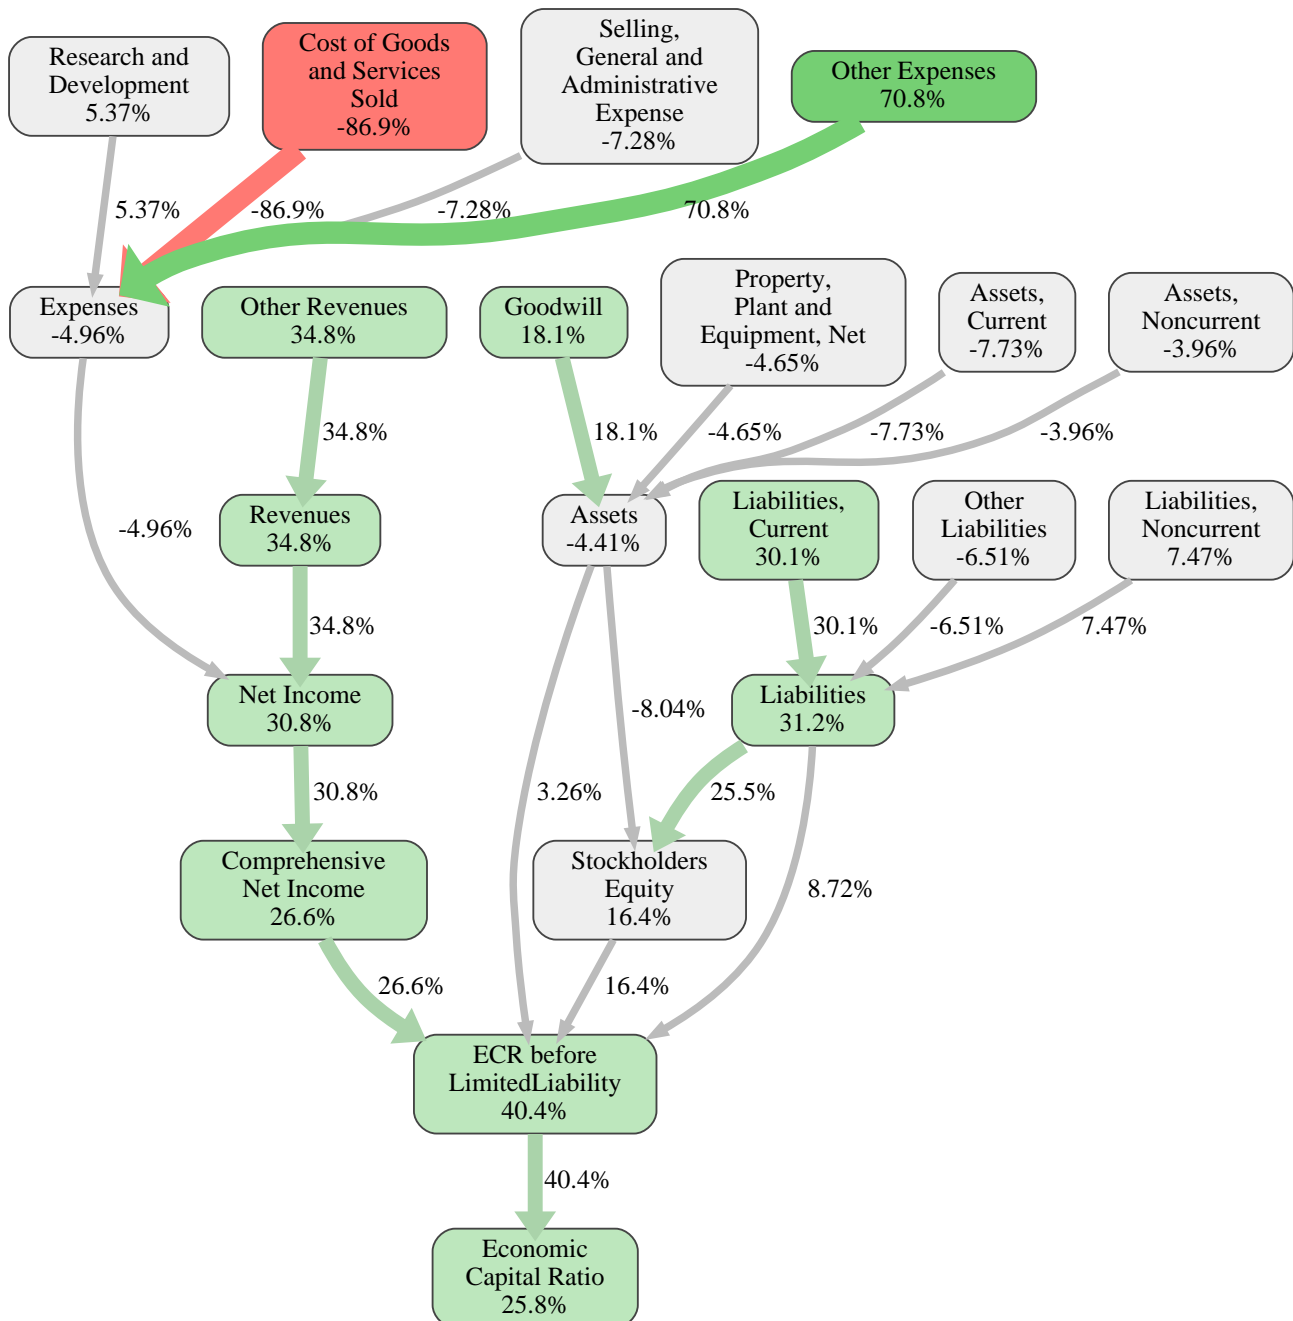 Research and
Development
5.37%
Cost of Goods
and Services
Sold
-86.9%
Selling,
General and
Administrative
Expense
-7.28%
Other Expenses
70.8%
5.37%
-86.9%
-7.28%
70.8%
Expenses
-4.96%
Other Revenues
34.8%
Goodwill
18.1%
Property,
Plant and
Equipment, Net
-4.65%
Assets,
Current
-7.73%
Assets,
Noncurrent
-3.96%
34.8%
18.1%
-4.65%
-7.73%
-3.96%
-4.96%
Revenues
34.8%
Assets
-4.41%
Liabilities,
Current
30.1%
Other
Liabilities
-6.51%
Liabilities,
Noncurrent
7.47%
34.8%
30.1%
-6.51%
7.47%
Net Income
30.8%
-8.04%
Liabilities
31.2%
30.8%
3.26%
25.5%
Comprehensive
Net Income
26.6%
Stockholders
Equity
16.4%
8.72%
26.6%
16.4%
ECR before
LimitedLiability
40.4%
40.4%
Economic
Capital Ratio
25.8%